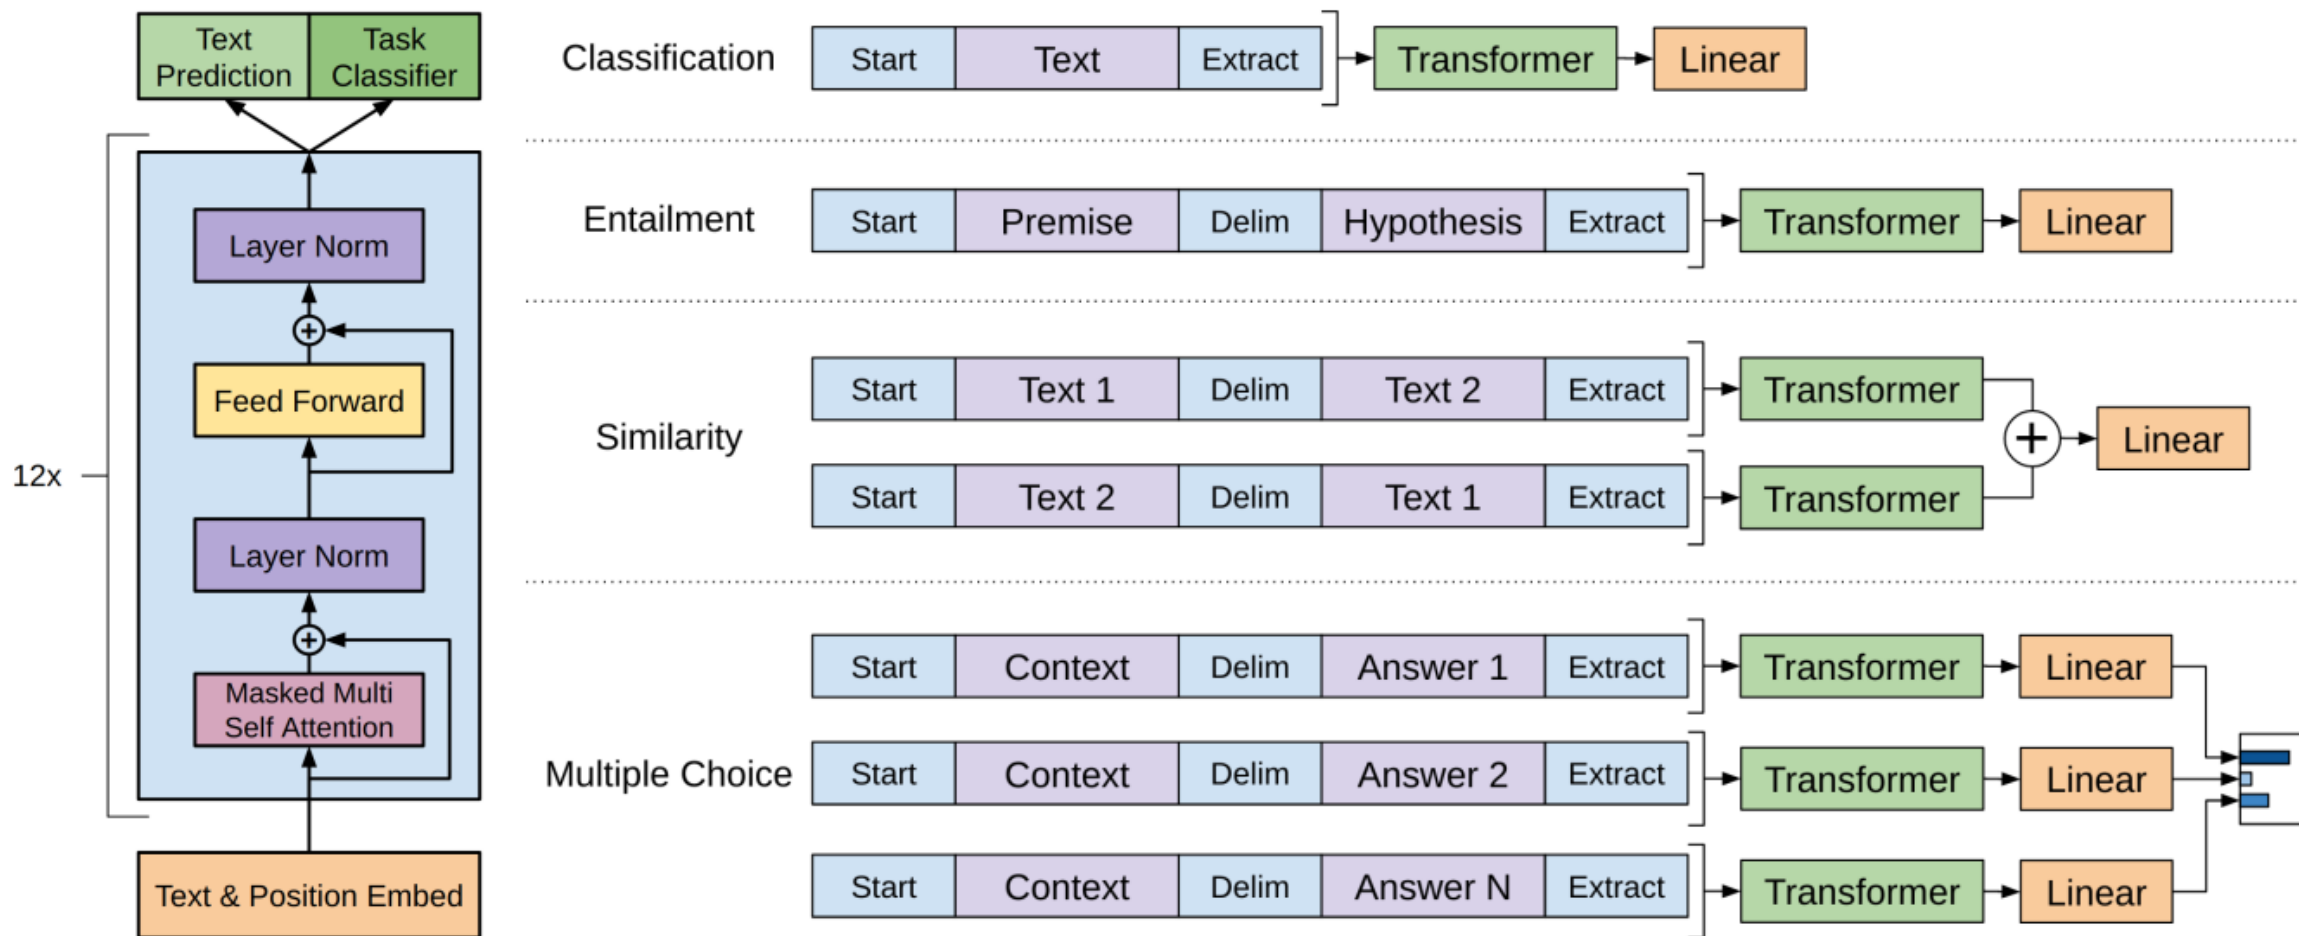 Text
Prediction
Task
Classifier
12x
Layer Norm
+
Feed Forward
Layer Norm
+
Masked Multi
Self Attention
Text & Position Embed
Classification
Start Text Extract Transformer Linear
Entailment
Start Premise Delim Hypothesis Extract Transformer Linear
Similarity
Start Text 1 Delim Text 2 Extract Transformer
+ Linear
Start Text 2 Delim Text 1 Extract Transformer
Multiple Choice
Start Context Delim Answer 1 Extract Transformer Linear
Start Context Delim Answer 2 Extract Transformer Linear
Start Context Delim Answer N Extract Transformer Linear